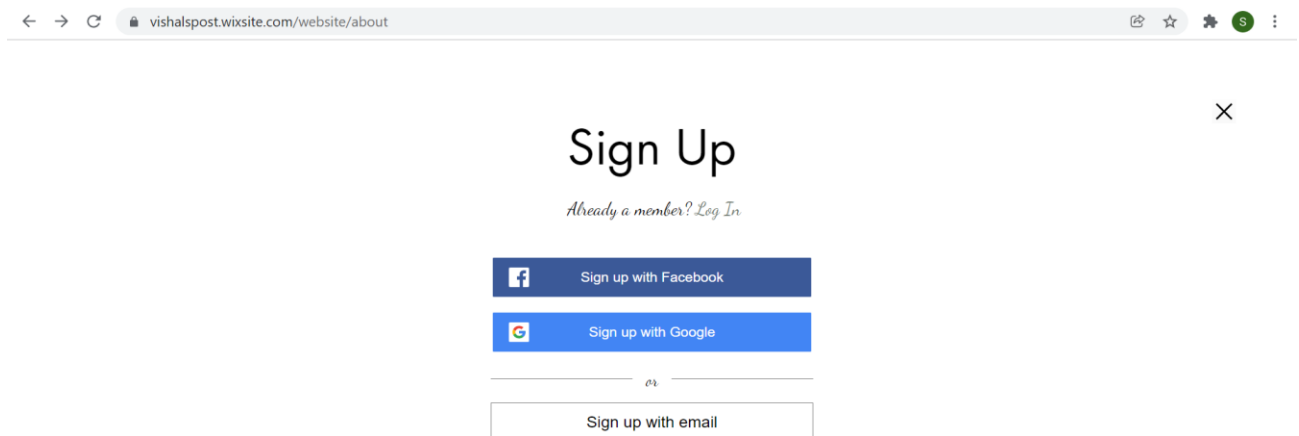 vishalspost.wixsite.com/website/about
S
Sign Up
Already a member? Log In
Sign up with Facebook
Sign up with Google
or
Sign up with email